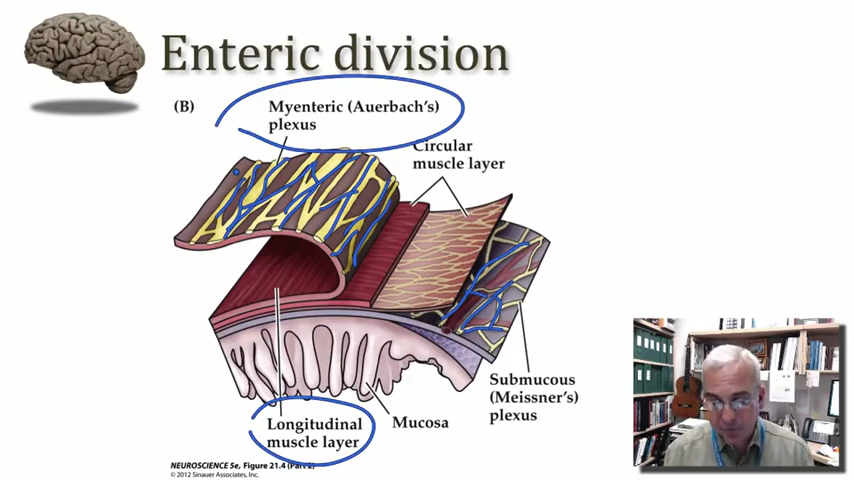 Enteric division
(B)
Myenteric (Auerbach's)
plexus
Circular
muscle layer
Submucous
(Meissner's)
plexus
Mucosa
Longitudinal
muscle layer
NEUROSCIENCE 5e, Figure 21.4 (Part 2)
© 2012 Sinauer Associates, Inc.